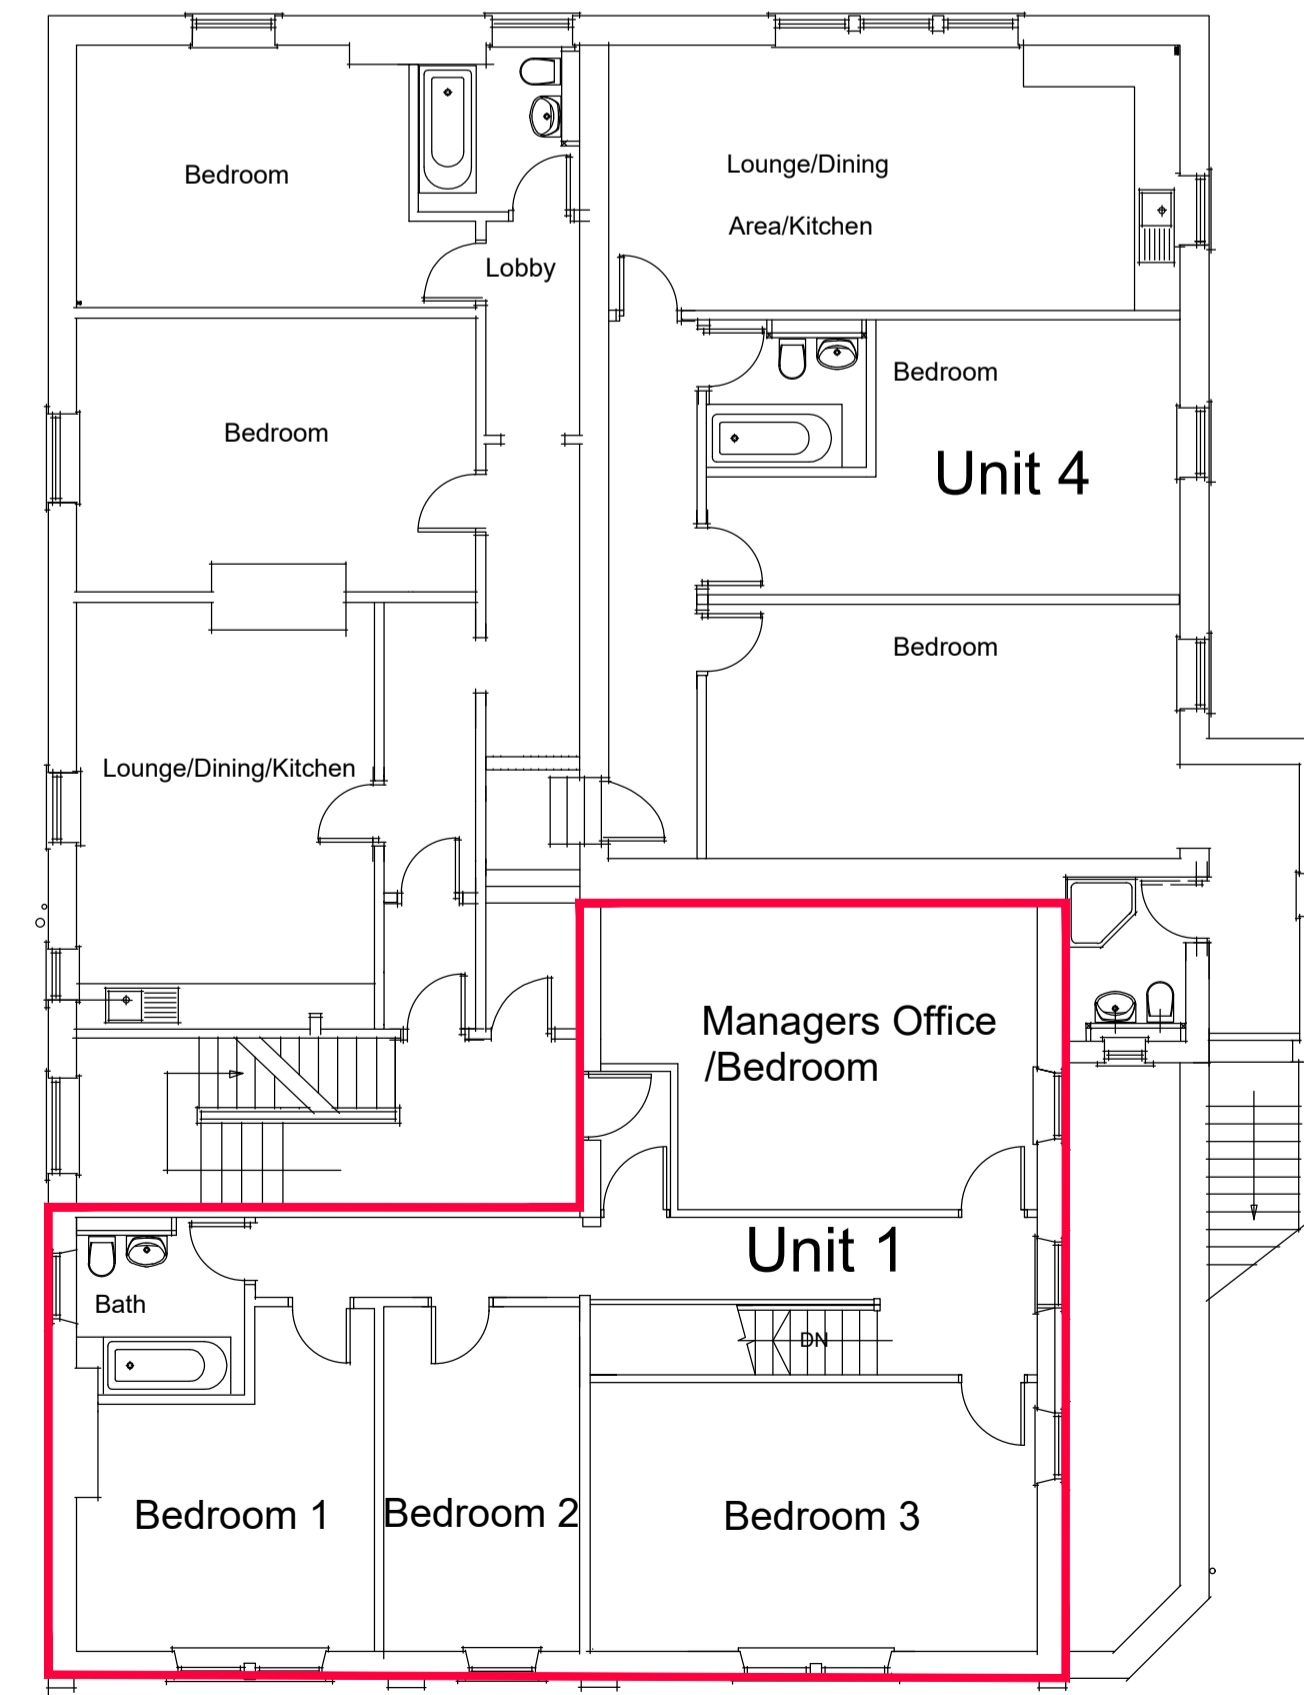 Bedroom
Lobby
Lounge/Dining
Area/Kitchen
Bedroom
Bedroom
Unit 4
Bedroom
Lounge/Dining/Kitchen
Managers Office
/Bedroom
Unit 1
Bath
DN
Bedroom 1
Bedroom 2
Bedroom 3